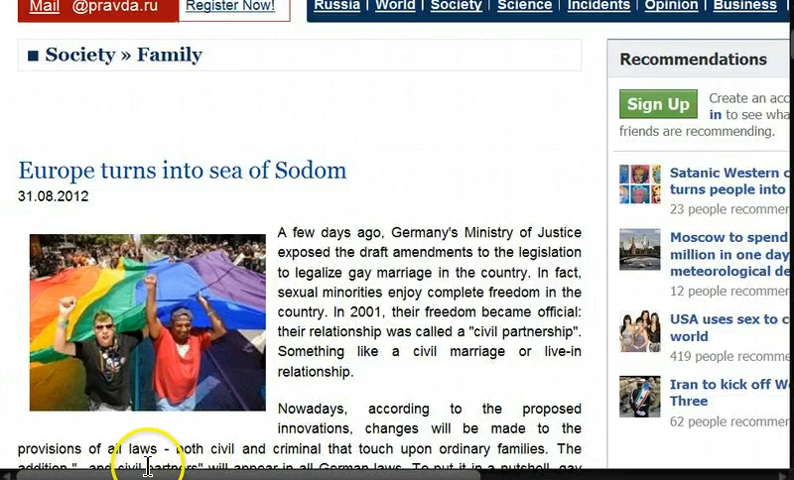 Mail @pravda.ru Register Now! Russia | World | Society | Science | Incidents | Opinion | Business
■ Society » Family
Europe turns into sea of Sodom
31.08.2012
A few days ago, Germany's Ministry of Justice
exposed the draft amendments to the legislation
to legalize gay marriage in the country. In fact,
sexual minorities enjoy complete freedom in the
country. In 2001, their freedom became official:
their relationship was called a "civil partnership".
Something like a civil marriage or live-in
relationship.
Nowadays, according to the proposed
innovations, changes will be made to the
provisions of all laws - both civil and criminal that touch upon ordinary families. The
addition " and civil partners" will appear in all German laws. To put it in a nutshell, gay
Recommendations
Sign Up
Create an acc
in to see wha
friends are recommending.
Satanic Western c
turns people into
23 people recommen
Moscow to spend
million in one day
meteorological de
12 people recommen
USA uses sex to c
world
419 people recomme
Iran to kick off W
Three
62 people recommen